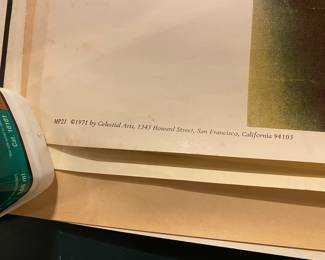 MP21 ©1971 by Celestial Arts, 1345 Howard Street, San Francisco, California 94103